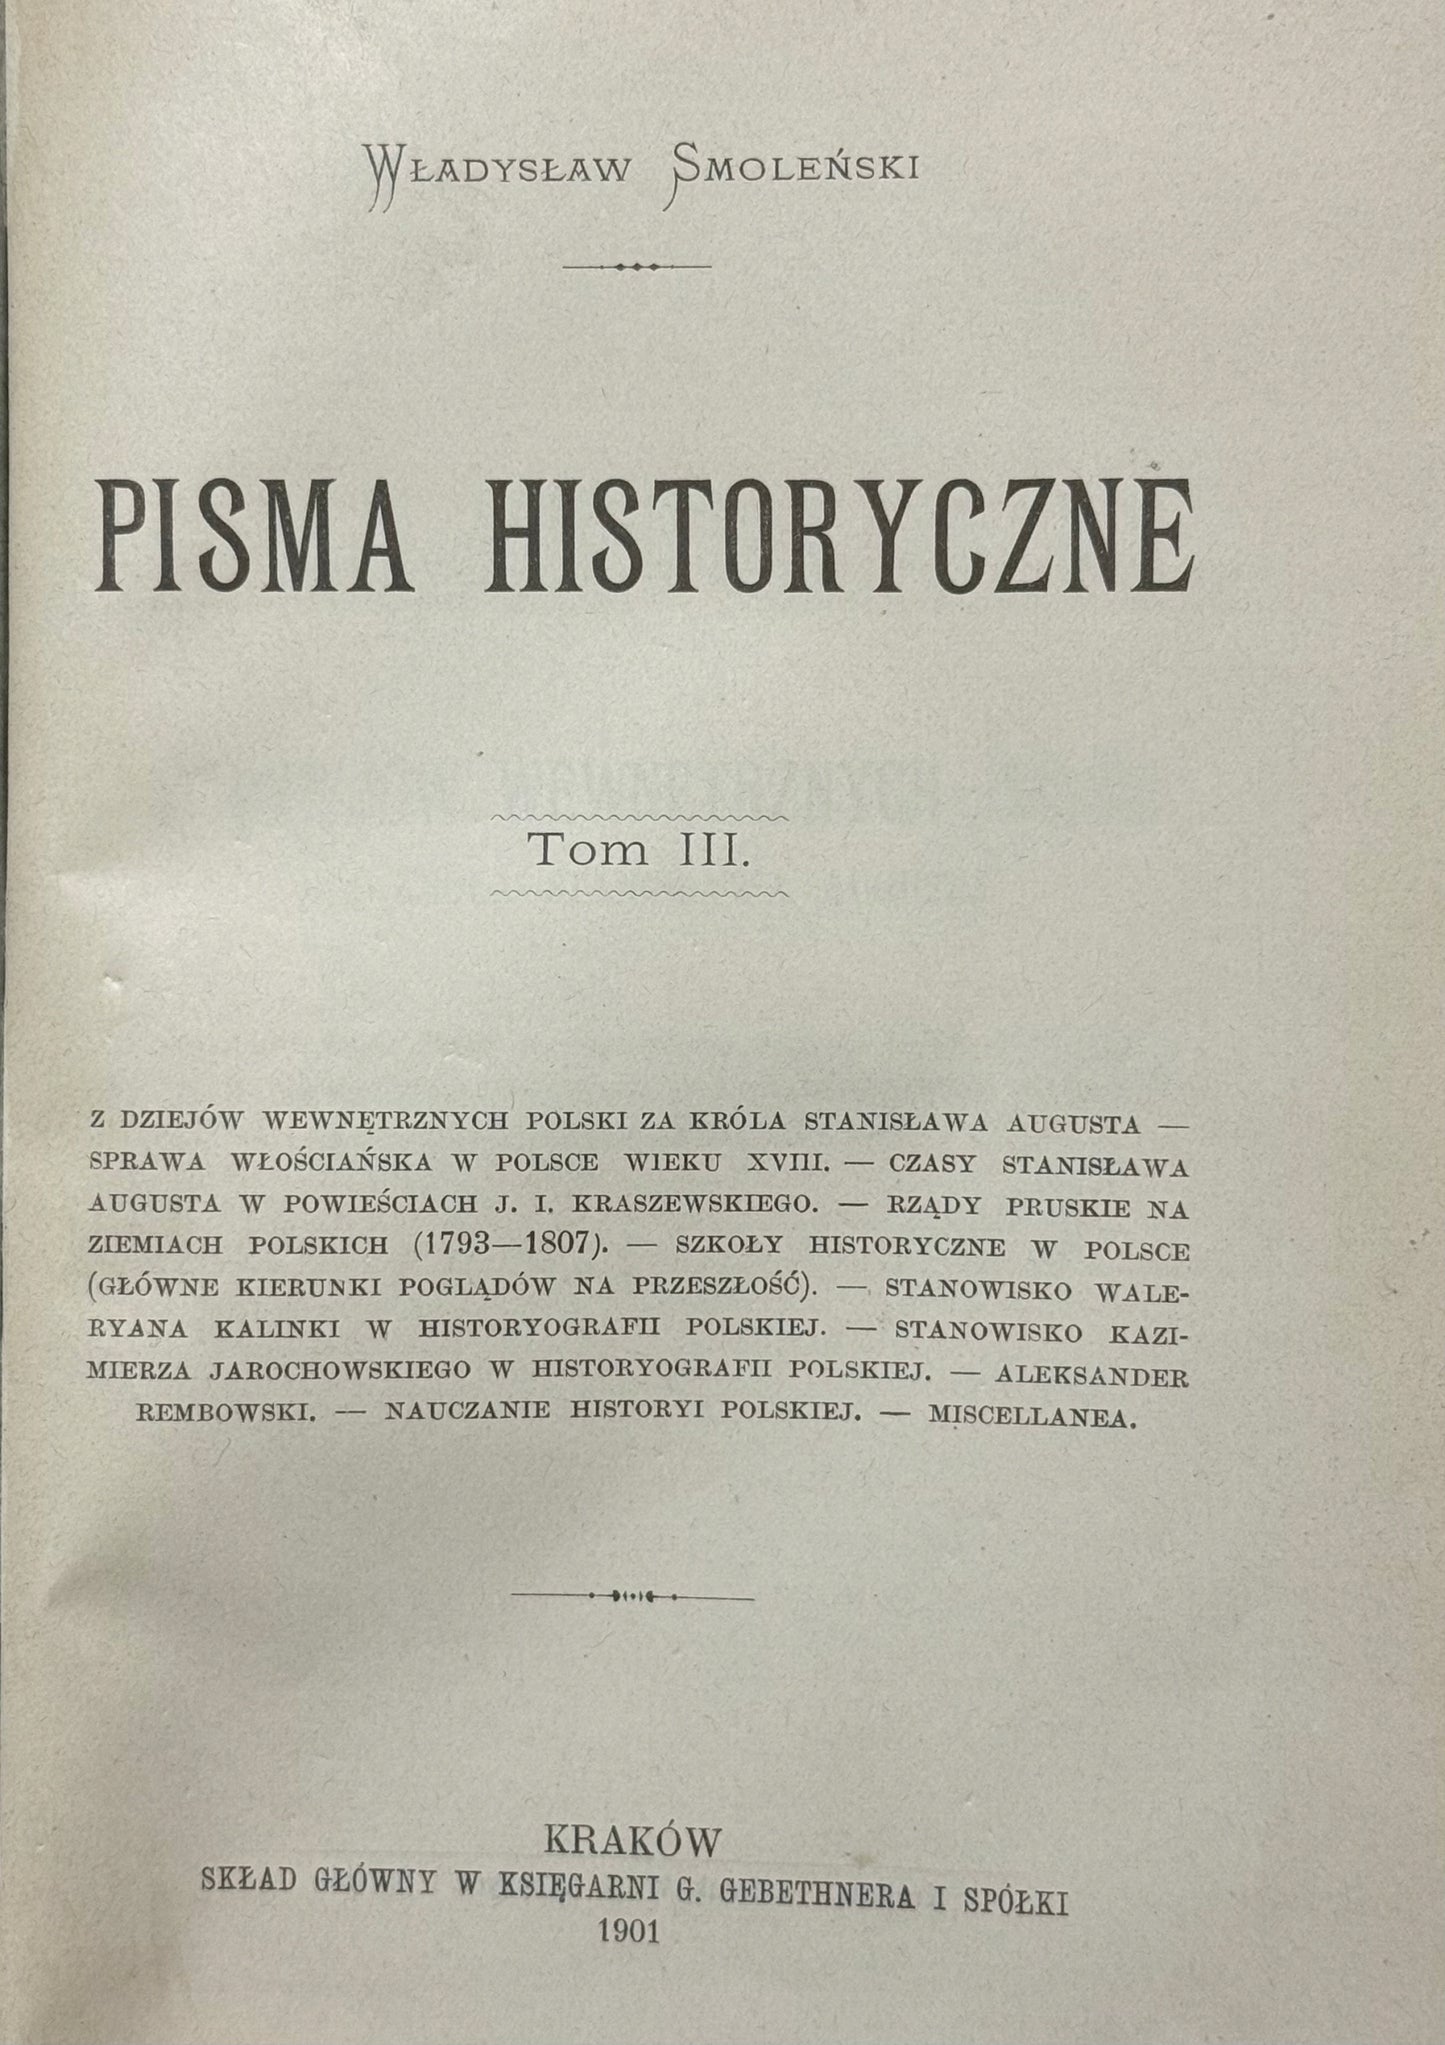 Władysław Smoleński
PISMA HISTORYCZNE
Tom III.
Z DZIEJÓW WEWNĘTRZNYCH POLSKI ZA KRÓLA STANISŁAWA AUGUSTA —
SPRAWA WŁOŚCIAŃSKA W POLSCE WIEKU XVIII. — CZASY STANISŁAWA
AUGUSTA W POWIEŚCIACH J. I. KRASZEWSKIEGO. — RZĄDY PRUSKIE NA
ZIEMIACH POLSKICH (1793—1807). — SZKOŁY HISTORYCZNE W POLSCE
(GŁÓWNE KIERUNKI POGLĄDÓW NA PRZESZŁOŚĆ). — STANOWISKO WALE-
RYANA KALINKI W HISTORYOGRAFII POLSKIEJ. — STANOWISKO KAZI-
MIERZA JAROCHOWSKIEGO W HISTORYOGRAFII POLSKIEJ. — ALEKSANDER
REMBOWSKI. — NAUCZANIE HISTORYI POLSKIEJ. — MISCELLANEA.
KRAKÓW
SKŁAD GŁÓWNY W KSIĘGARNI G. GEBETHNERA I SPÓŁKI
1901